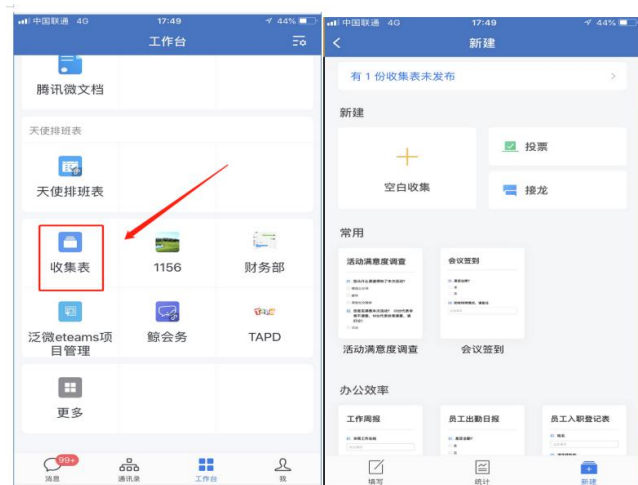 中国联通 4G 17:49 44%
工作台
腾讯微文档
天使排班表
天使排班表
收集表 1156 财务部
泛微eteams项目管理 鲸会务 TAPD
更多
99+
消息 通讯录 工作台 我
中国联通 4G 17:49 44%
新建
有 1 份收集表未发布
新建
空白收集
投票
接龙
常用
活动满意度调查
会议签到
活动满意度调查 会议签到
办公效率
工作周报 员工出勤日报 员工入职登记表
填写 统计 新建